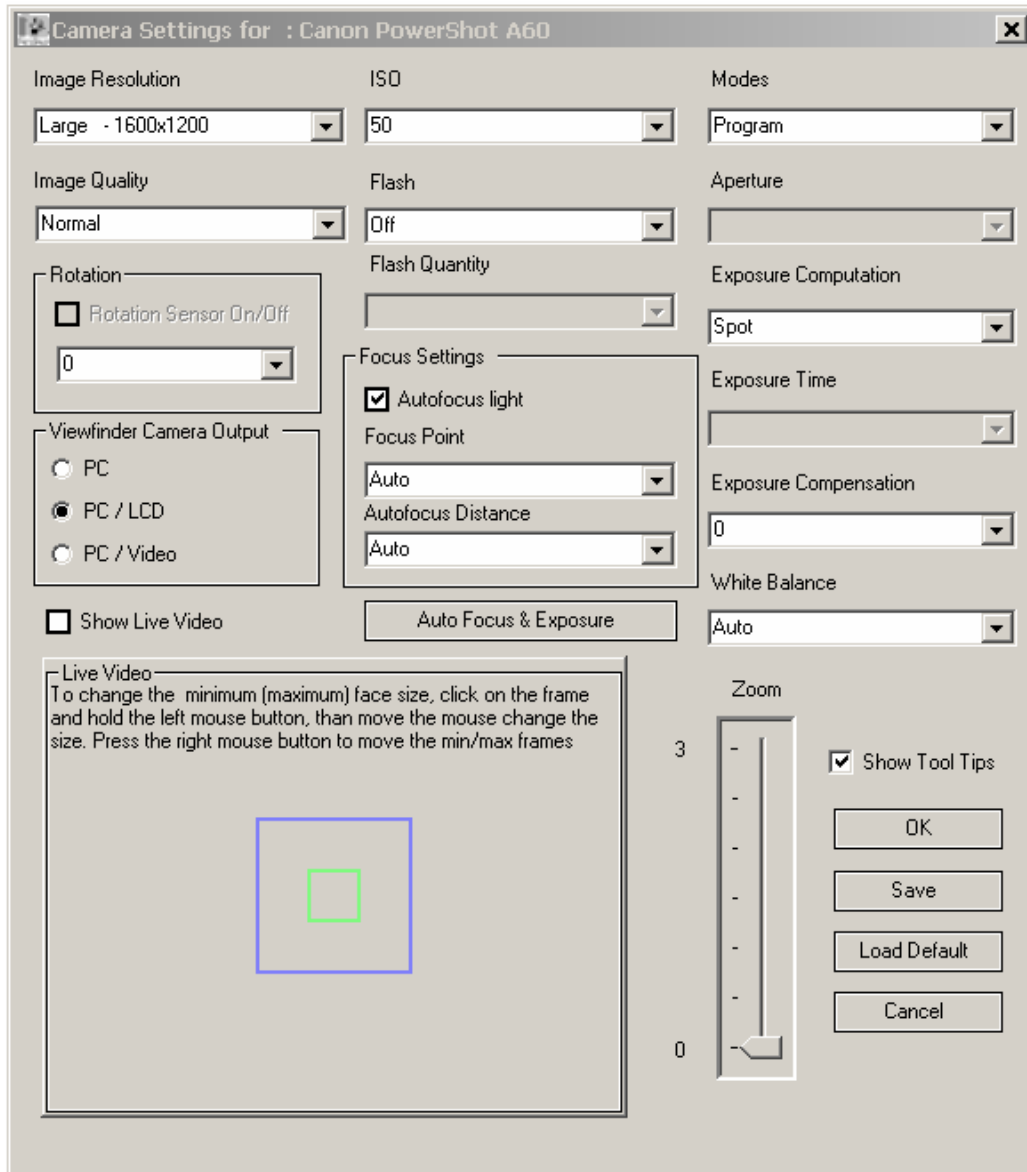 Camera Settings for : Canon PowerShot A60
Image Resolution
Large - 1600x1200
ISO
50
Modes
Program
Image Quality
Normal
Flash
Off
Aperture
Rotation
Rotation Sensor On/Off
0
Flash Quantity
Exposure Computation
Spot
Focus Settings
Autofocus light
Focus Point
Auto
Autofocus Distance
Auto
Exposure Time
Viewfinder Camera Output
PC
PC / LCD
PC / Video
Exposure Compensation
0
White Balance
Auto
Show Live Video
Auto Focus & Exposure
Live Video
To change the minimum (maximum) face size, click on the frame
and hold the left mouse button, than move the mouse change the
size. Press the right mouse button to move the min/max frames
Zoom
3
0
Show Tool Tips
OK
Save
Load Default
Cancel